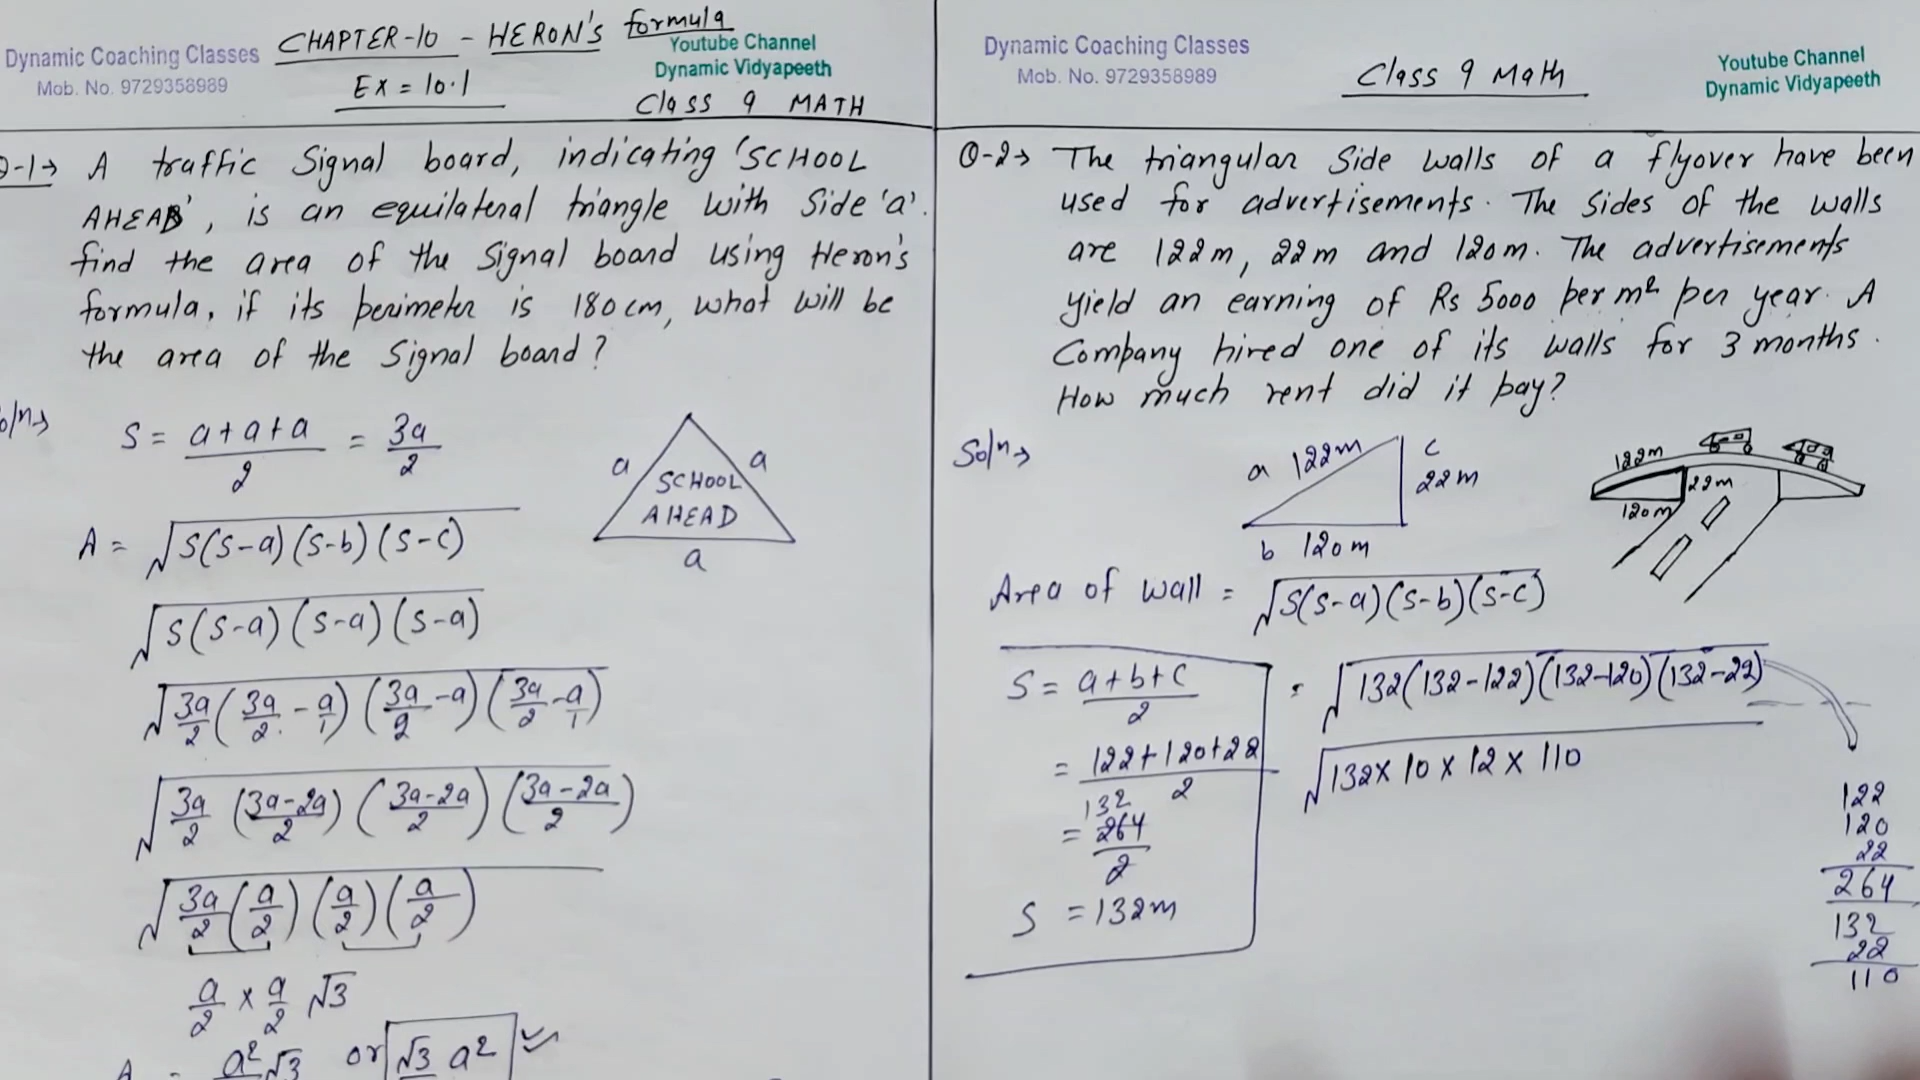 Dynamic Coaching Classes
Mob. No. 9729358989
CHAPTER-10 - HERON'S formula
Ex = 10.1
Youtube Channel
Dynamic Vidyapeeth
Class 9 MATH
Q-1→ A traffic Signal board, indicating 'SCHOOL
AHEAD', is an equilateral triangle with Side 'a'.
find the area of the Signal board using Heron's
formula, if its perimeter is 180 cm, what will be
the area of the Signal board?
Soln→
S = a+a+a/2 = 3a/2
a
a
SCHOOL
AHEAD
a
A = √S(S-a)(S-b)(S-c)
√S(S-a)(S-a)(S-a)
√3a/2(3a/2 - a/1)(3a/2 - a)(3a/2 - a/1)
√3a/2 (3a-2a/2)(3a-2a/2)(3a-2a/2)
√3a/2(a/2)(a/2)(a/2)
a/2 × a/2 √3
A = a²√3 or √3 a²
Dynamic Coaching Classes
Mob. No. 9729358989
Class 9 Math
Youtube Channel
Dynamic Vidyapeeth
Q-2→ The triangular Side walls of a flyover have been
used for advertisements. The sides of the walls
are 122m, 22m and 120m. The advertisements
yield an earning of Rs 5000 per m² per year. A
Company hired one of its walls for 3 months.
How much rent did it pay?
Soln→
a 122m
c
22m
b 120m
122m
22m
120m
Area of wall = √S(S-a)(S-b)(S-c)
S = a+b+c/2
= 122+120+22/2
132
= 264/2
S = 132m
= √132(132-122)(132-120)(132-22)
√132×10×12×110
122
120
22
264
132
22
110